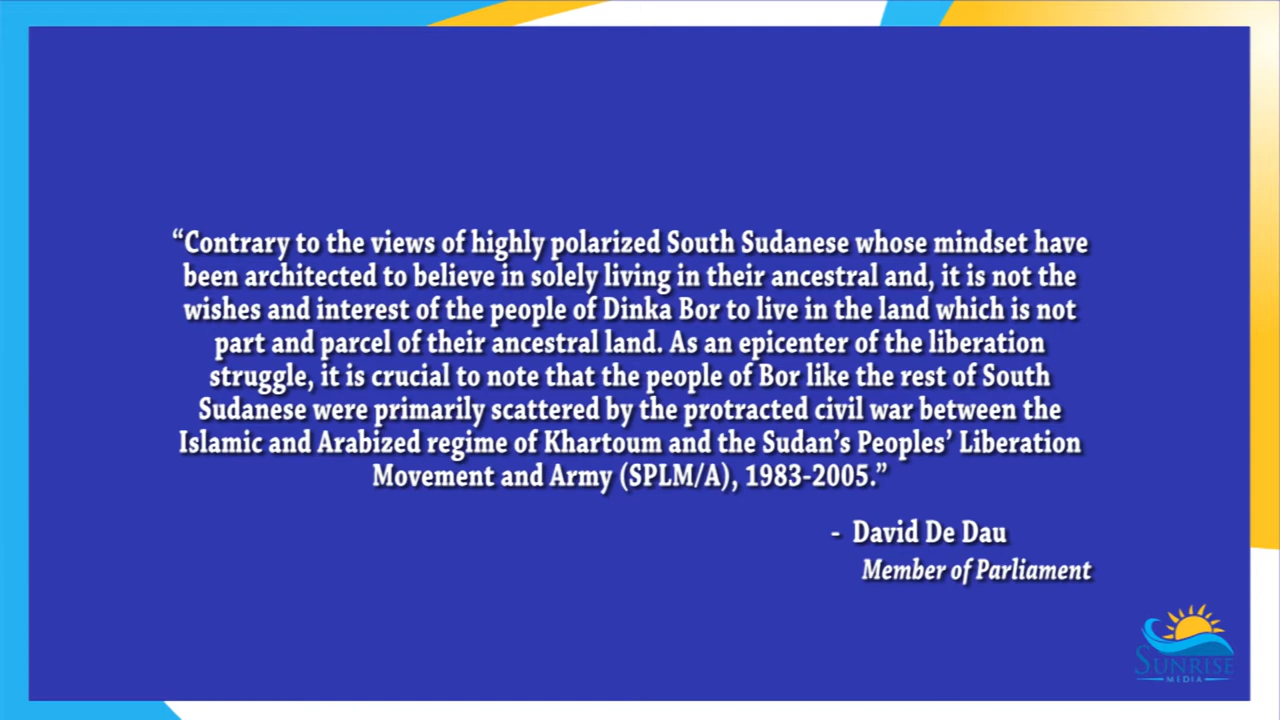 “Contrary to the views of highly polarized South Sudanese whose mindset have
been architected to believe in solely living in their ancestral and, it is not the
wishes and interest of the people of Dinka Bor to live in the land which is not
part and parcel of their ancestral land. As an epicenter of the liberation
struggle, it is crucial to note that the people of Bor like the rest of South
Sudanese were primarily scattered by the protracted civil war between the
Islamic and Arabized regime of Khartoum and the Sudan’s Peoples’ Liberation
Movement and Army (SPLM/A), 1983-2005.”
- David De Dau
Member of Parliament
SUNRISE
MEDIA